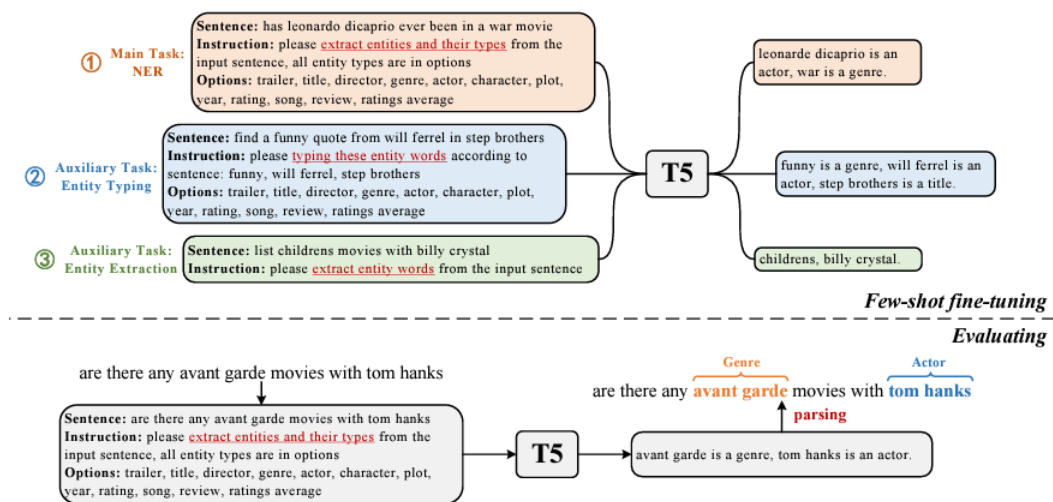 ① Main Task:
NER
Sentence: has leonardo dicaprio ever been in a war movie
Instruction: please extract entities and their types from the
input sentence, all entity types are in options
Options: trailer, title, director, genre, actor, character, plot,
year, rating, song, review, ratings average
leonarde dicaprio is an
actor, war is a genre.
② Auxiliary Task:
Entity Typing
Sentence: find a funny quote from will ferrel in step brothers
Instruction: please typing these entity words according to
sentence: funny, will ferrel, step brothers
Options: trailer, title, director, genre, actor, character, plot,
year, rating, song, review, ratings average
T5
funny is a genre, will ferrel is an
actor, step brothers is a title.
③ Auxiliary Task:
Entity Extraction
Sentence: list childrens movies with billy crystal
Instruction: please extract entity words from the input sentence
childrens, billy crystal.
Few-shot fine-tuning
Evaluating
are there any avant garde movies with tom hanks
Sentence: are there any avant garde movies with tom hanks
Instruction: please extract entities and their types from the
input sentence, all entity types are in options
Options: trailer, title, director, genre, actor, character, plot,
year, rating, song, review, ratings average
T5
Genre Actor
are there any avant garde movies with tom hanks
parsing
avant garde is a genre, tom hanks is an actor.